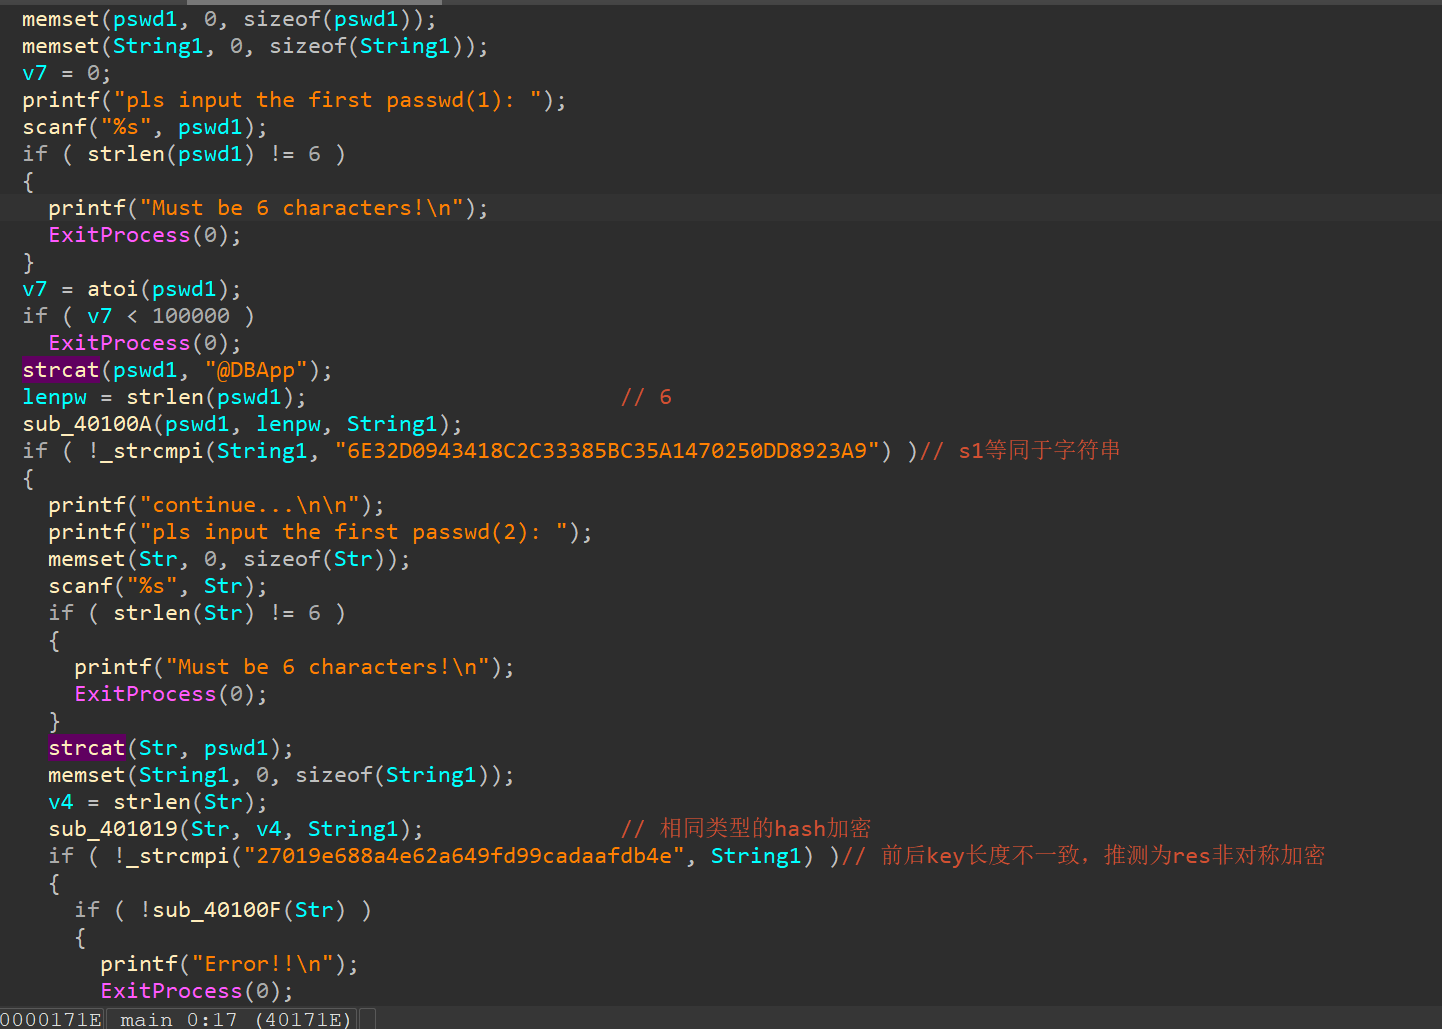 memset(pswd1, 0, sizeof(pswd1));
memset(String1, 0, sizeof(String1));
v7 = 0;
printf("pls input the first passwd(1): ");
scanf("%s", pswd1);
if ( strlen(pswd1) != 6 )
{
printf("Must be 6 characters!\n");
ExitProcess(0);
}
v7 = atoi(pswd1);
if ( v7 < 100000 )
ExitProcess(0);
strcat(pswd1, "@DBApp");
lenpw = strlen(pswd1); // 6
sub_40100A(pswd1, lenpw, String1);
if ( !_strcmpi(String1, "6E32D0943418C2C33385BC35A1470250DD8923A9") )// s1等同于字符串
{
printf("continue...\n\n");
printf("pls input the first passwd(2): ");
memset(Str, 0, sizeof(Str));
scanf("%s", Str);
if ( strlen(Str) != 6 )
{
printf("Must be 6 characters!\n");
ExitProcess(0);
}
strcat(Str, pswd1);
memset(String1, 0, sizeof(String1));
v4 = strlen(Str);
sub_401019(Str, v4, String1); // 相同类型的hash加密
if ( !_strcmpi("27019e688a4e62a649fd99cadaafdb4e", String1) )// 前后key长度不一致，推测为res非对称加密
{
if ( !sub_40100F(Str) )
{
printf("Error!!\n");
ExitProcess(0);
0000171E main 0:17 (40171E)